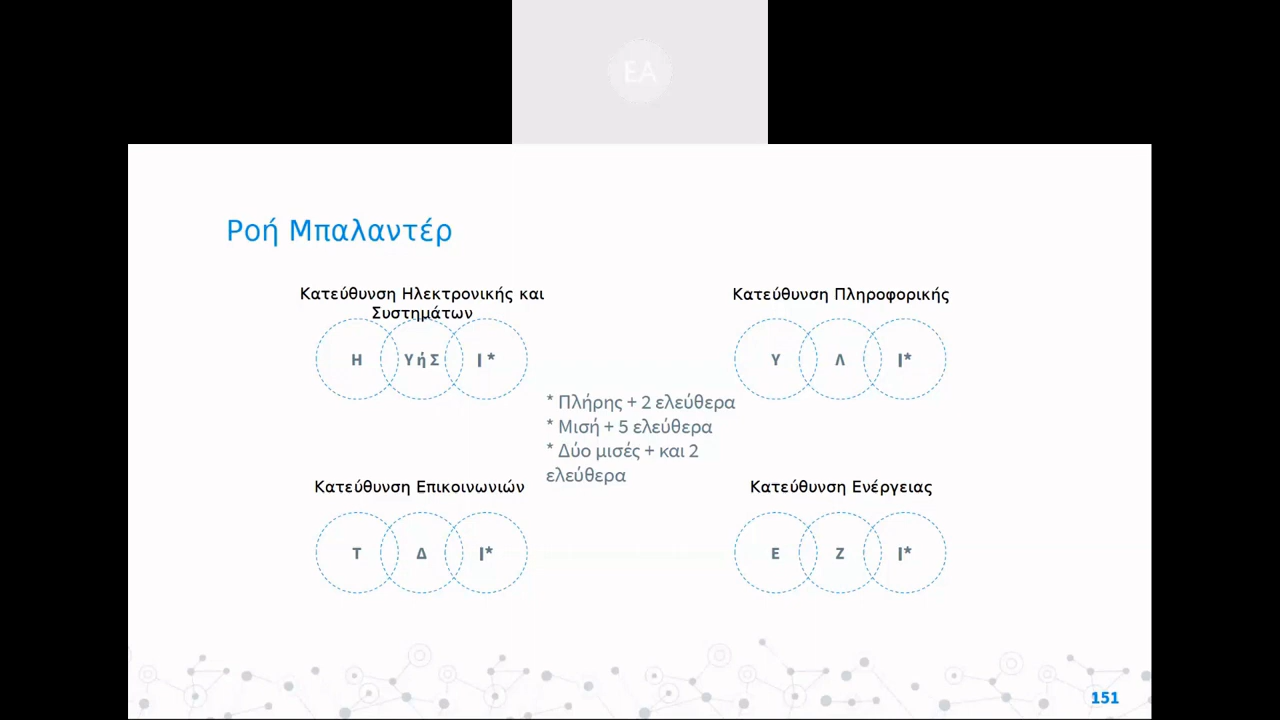 ΕΑ
Ροή Μπαλαντέρ
Κατεύθυνση Ηλεκτρονικής και
Συστημάτων
Η Υ ή Σ Ι *
Κατεύθυνση Πληροφορικής
Υ Λ Ι*
* Πλήρης + 2 ελεύθερα
* Μισή + 5 ελεύθερα
* Δύο μισές + και 2
ελεύθερα
Κατεύθυνση Επικοινωνιών
Τ Δ Ι*
Κατεύθυνση Ενέργειας
Ε Ζ Ι*
151